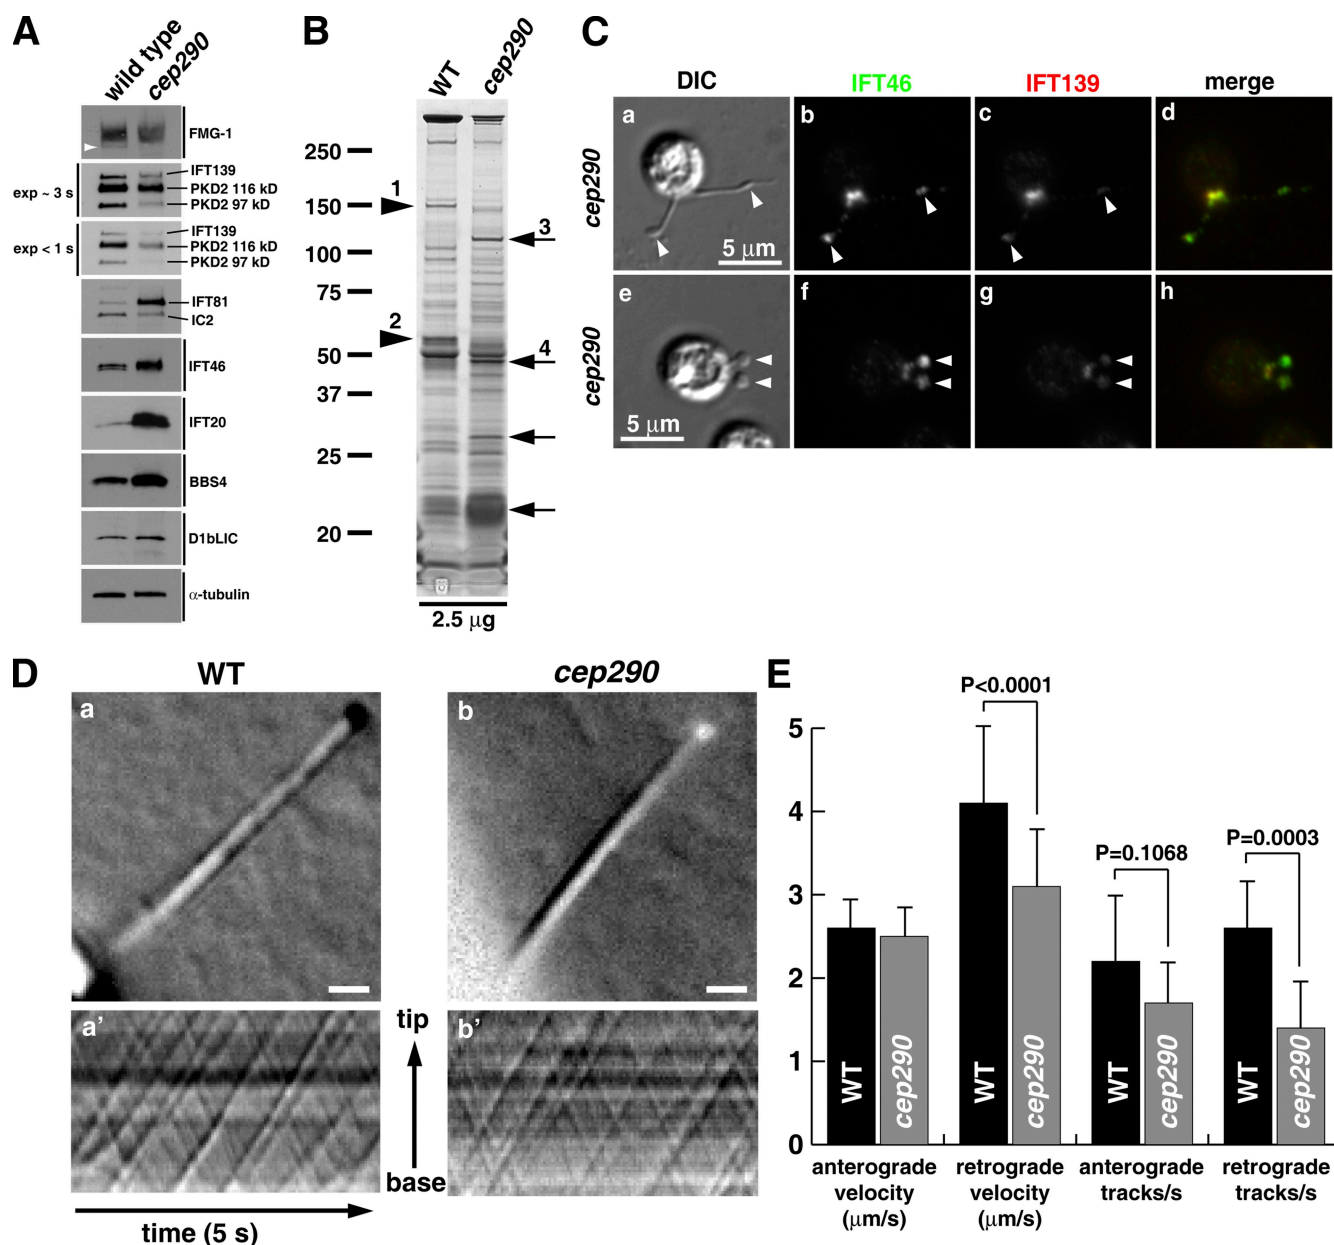 A
wild type
cep290
FMG-1
exp ~ 3 s
IFT139
PKD2 116 kD
PKD2 97 kD
exp < 1 s
IFT139
PKD2 116 kD
PKD2 97 kD
IFT81
IC2
IFT46
IFT20
BBS4
D1bLIC
α-tubulin
B
WT
cep290
250
150
100
75
50
37
25
20
1
2
3
4
2.5 μg
C
DIC
IFT46
IFT139
merge
cep290
a
5 μm
b
c
d
cep290
e
5 μm
f
g
h
D
WT
cep290
a
b
a’
tip
base
b’
time (5 s)
E
P<0.0001
P=0.1068
P=0.0003
5
4
3
2
1
0
WT
cep290
WT
cep290
WT
cep290
WT
cep290
anterograde
velocity
(μm/s)
retrograde
velocity
(μm/s)
anterograde
tracks/s
retrograde
tracks/s